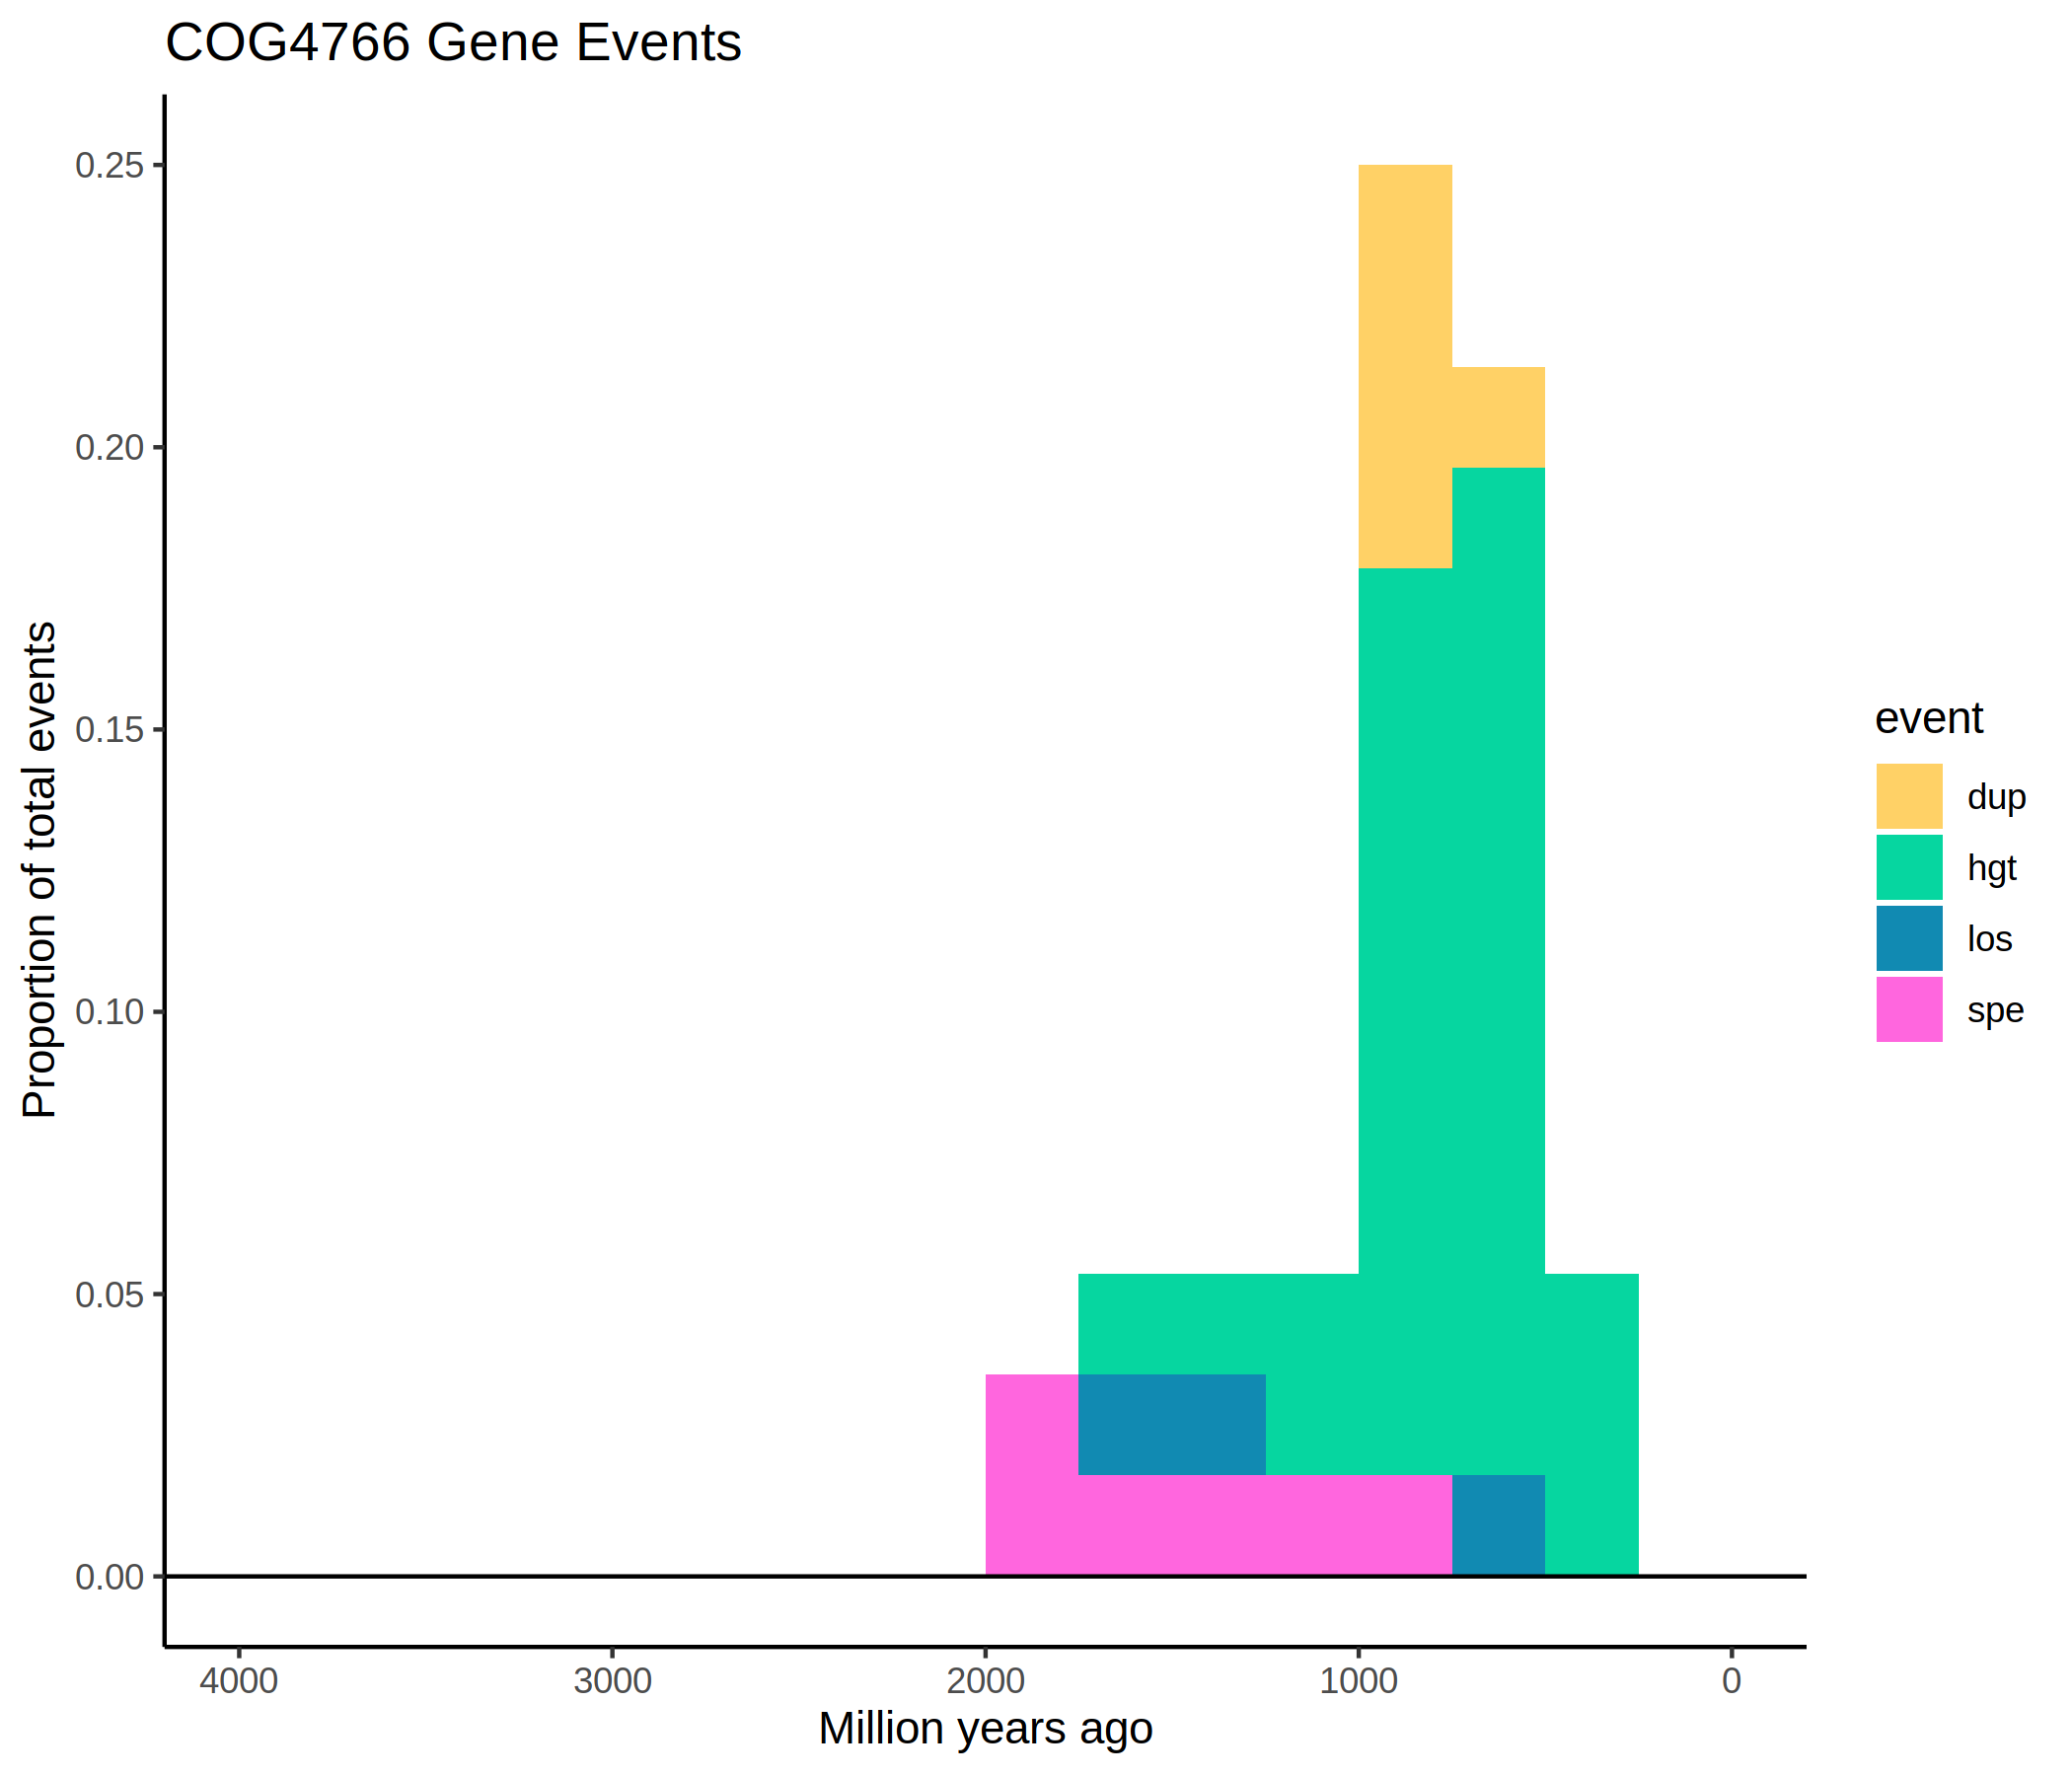 COG4766 Gene Events
Proportion of total events
0.25
0.20
0.15
0.10
0.05
0.00
4000 3000 2000 1000 0
Million years ago
event
dup
hgt
los
spe